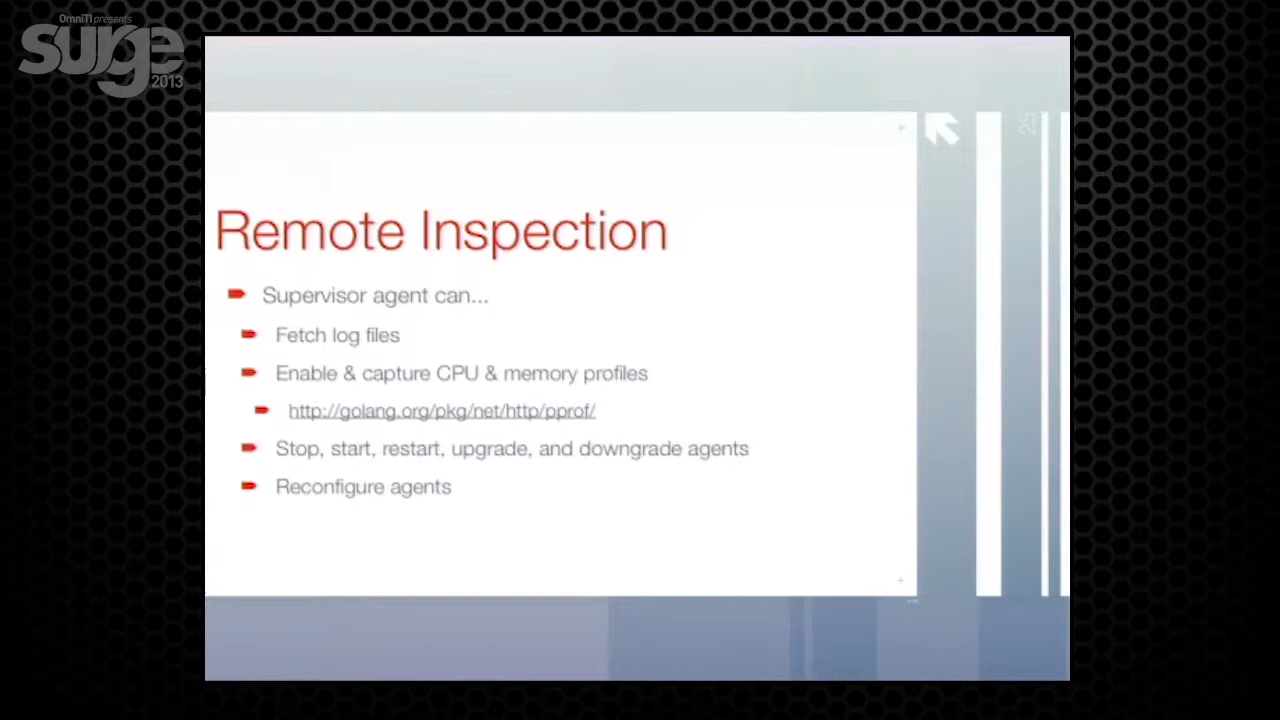 OmniTI presents
surge
2013
25
Remote Inspection
Supervisor agent can...
Fetch log files
Enable & capture CPU & memory profiles
http://golang.org/pkg/net/http/pprof/
Stop, start, restart, upgrade, and downgrade agents
Reconfigure agents